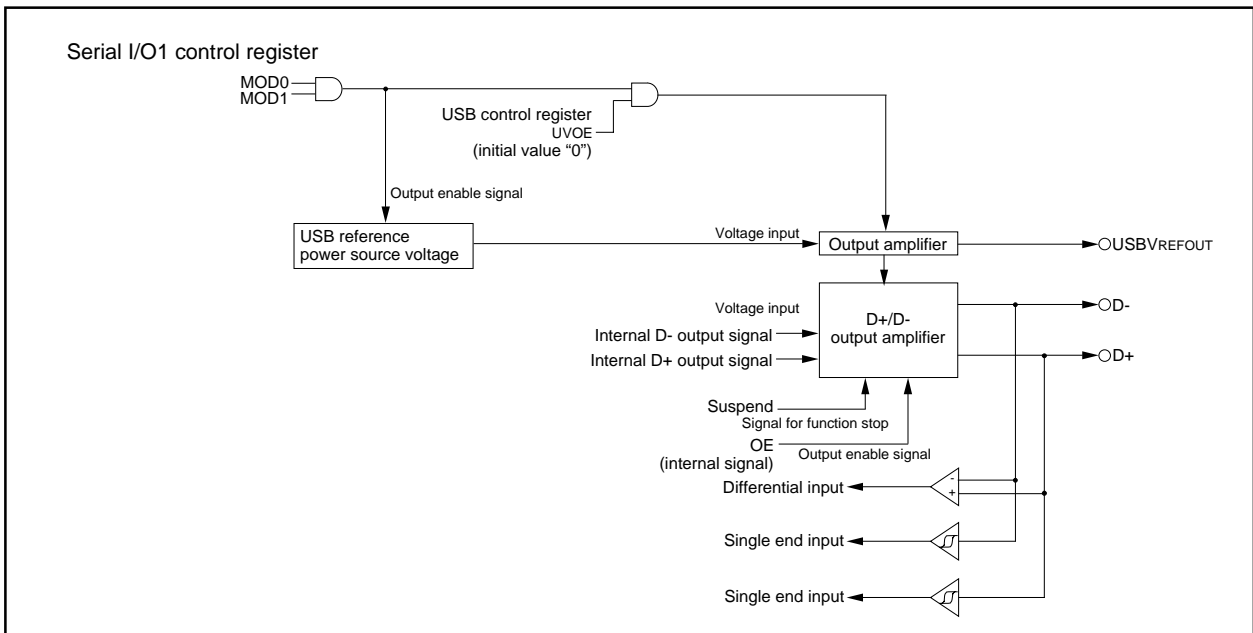 Serial I/O1 control register
MOD0
MOD1
USB control register
UVOE
(initial value “0”)
Output enable signal
USB reference
power source voltage
Voltage input
Output amplifier
USBVREFOUT
Voltage input
D+/D-
output amplifier
D-
Internal D- output signal
Internal D+ output signal
D+
Suspend
Signal for function stop
OE
(internal signal)
Output enable signal
Differential input
-
+
Single end input
Single end input